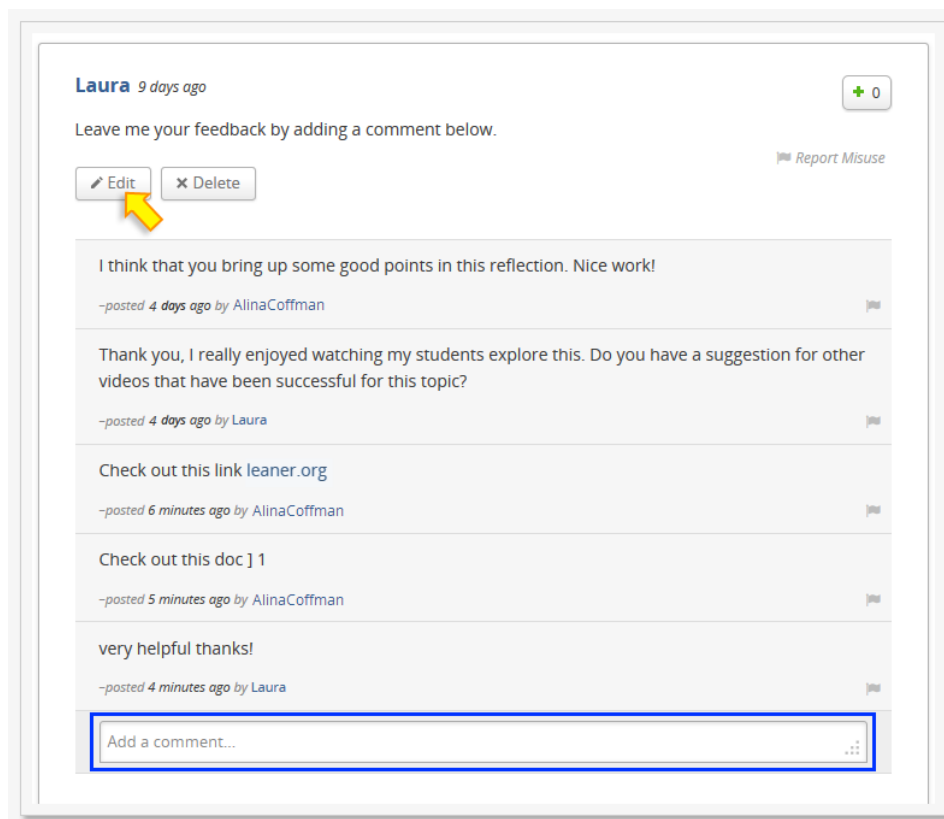 Laura 9 days ago
+ 0
Leave me your feedback by adding a comment below.
Report Misuse
Edit
Delete
I think that you bring up some good points in this reflection. Nice work!
–posted 4 days ago by AlinaCoffman
Thank you, I really enjoyed watching my students explore this. Do you have a suggestion for other
videos that have been successful for this topic?
–posted 4 days ago by Laura
Check out this link leaner.org
–posted 6 minutes ago by AlinaCoffman
Check out this doc ] 1
–posted 5 minutes ago by AlinaCoffman
very helpful thanks!
–posted 4 minutes ago by Laura
Add a comment...